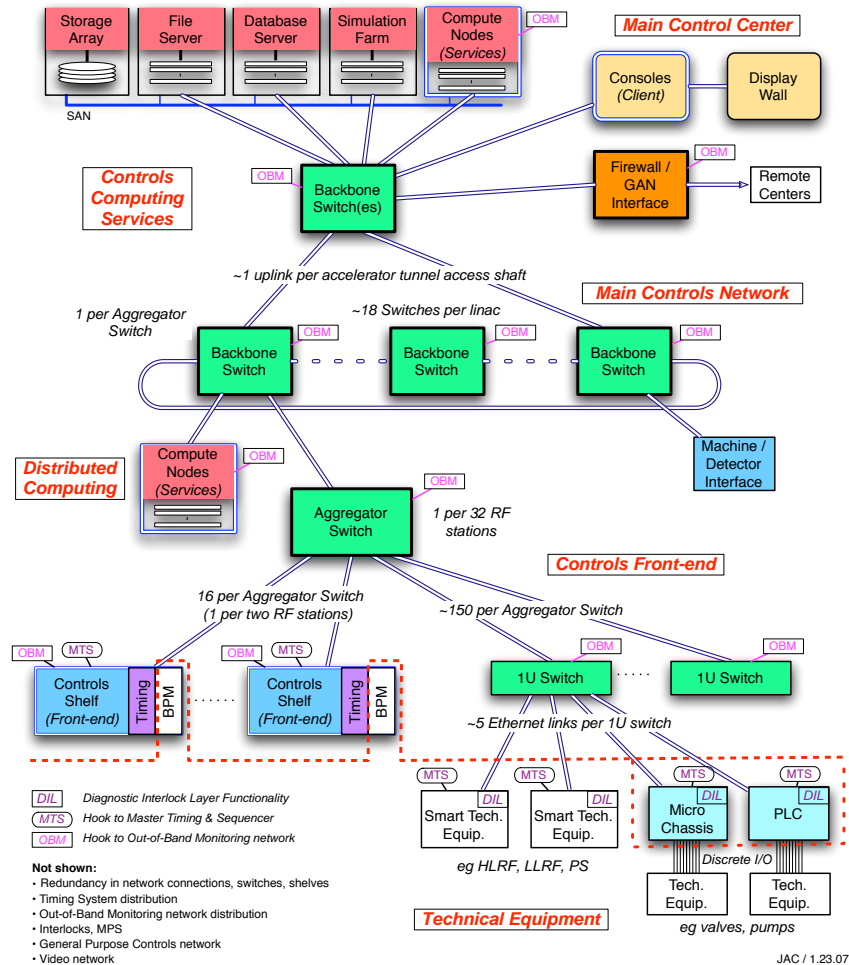 Storage
Array
File
Server
Database
Server
Simulation
Farm
Compute
Nodes
(Services)
OBM
Main Control Center
Consoles
(Client)
Display
Wall
SAN
Controls
Computing
Services
OBM
Backbone
Switch(es)
OBM
Firewall /
GAN
Interface
Remote
Centers
~1 uplink per accelerator tunnel access shaft
Main Controls Network
1 per Aggregator
Switch
~18 Switches per linac
OBM
OBM
OBM
Backbone
Switch
Backbone
Switch
Backbone
Switch
Distributed
Computing
Compute
Nodes
(Services)
OBM
Machine /
Detector
Interface
OBM
Aggregator
Switch
1 per 32 RF
stations
Controls Front-end
16 per Aggregator Switch
(1 per two RF stations)
~150 per Aggregator Switch
OBM
MTS
OBM
MTS
OBM
OBM
Controls
Shelf
(Front-end)
Timing
BPM
Controls
Shelf
(Front-end)
Timing
BPM
1U Switch
1U Switch
~5 Ethernet links per 1U switch
MTS
MTS
MTS
MTS
DIL
Smart Tech.
Equip.
DIL
Smart Tech.
Equip.
DIL
Micro
Chassis
DIL
PLC
eg HLRF, LLRF, PS
Discrete I/O
Tech.
Equip.
Tech.
Equip.
Technical Equipment
eg valves, pumps
DIL Diagnostic Interlock Layer Functionality
MTS Hook to Master Timing & Sequencer
OBM Hook to Out-of-Band Monitoring network
Not shown:
• Redundancy in network connections, switches, shelves
• Timing System distribution
• Out-of-Band Monitoring network distribution
• Interlocks, MPS
• General Purpose Controls network
• Video network
JAC / 1.23.07